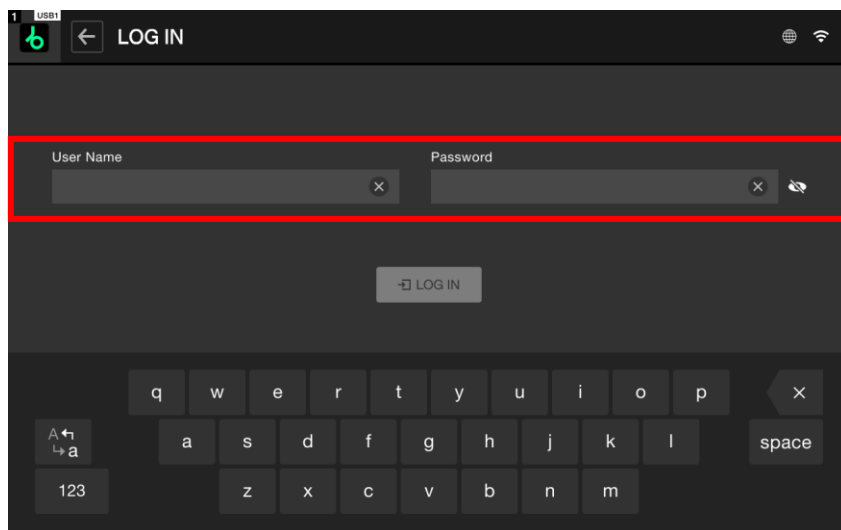 1 USB1
LOG IN
User Name
Password
LOG IN
q w e r t y u i o p
A a
a s d f g h j k l space
123 z x c v b n m